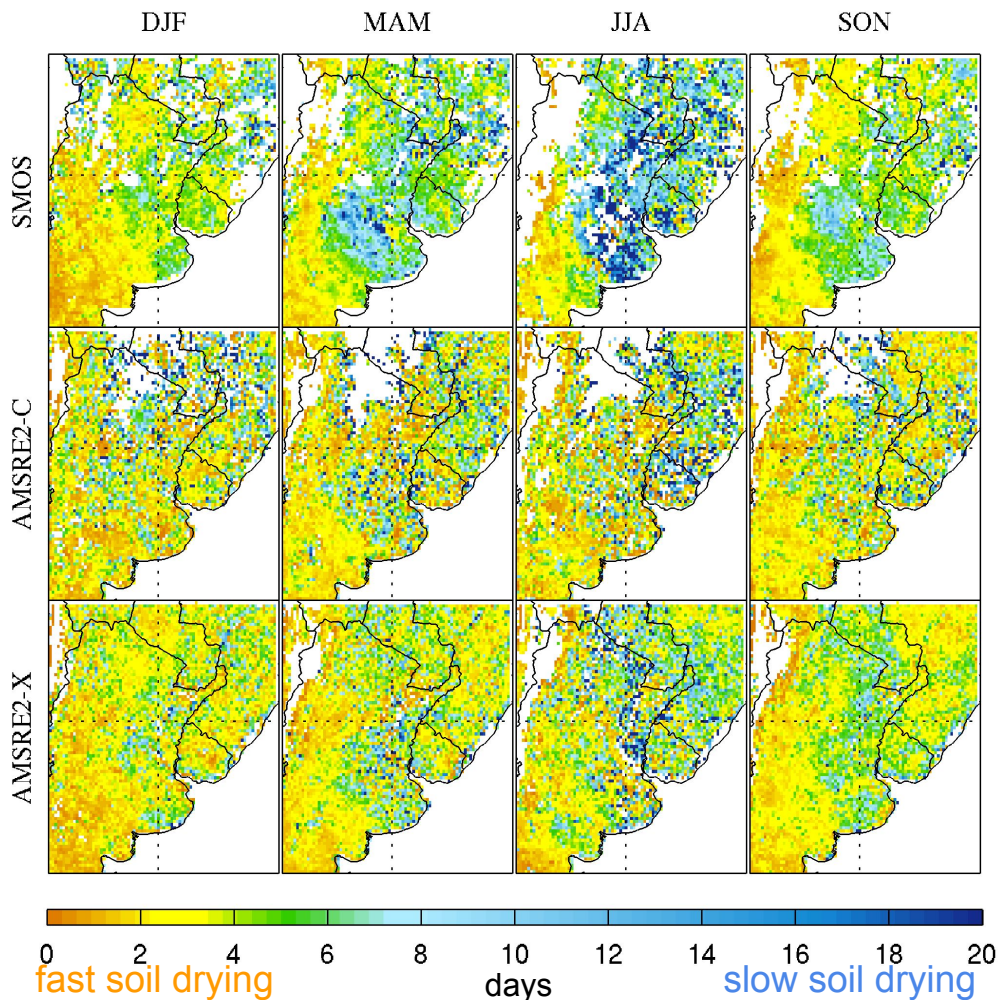 DJF MAM JJA SON
SMOS
AMSRE2-C
AMSRE2-X
0 2 4 6 8 10 12 14 16 18 20
fast soil drying days slow soil drying